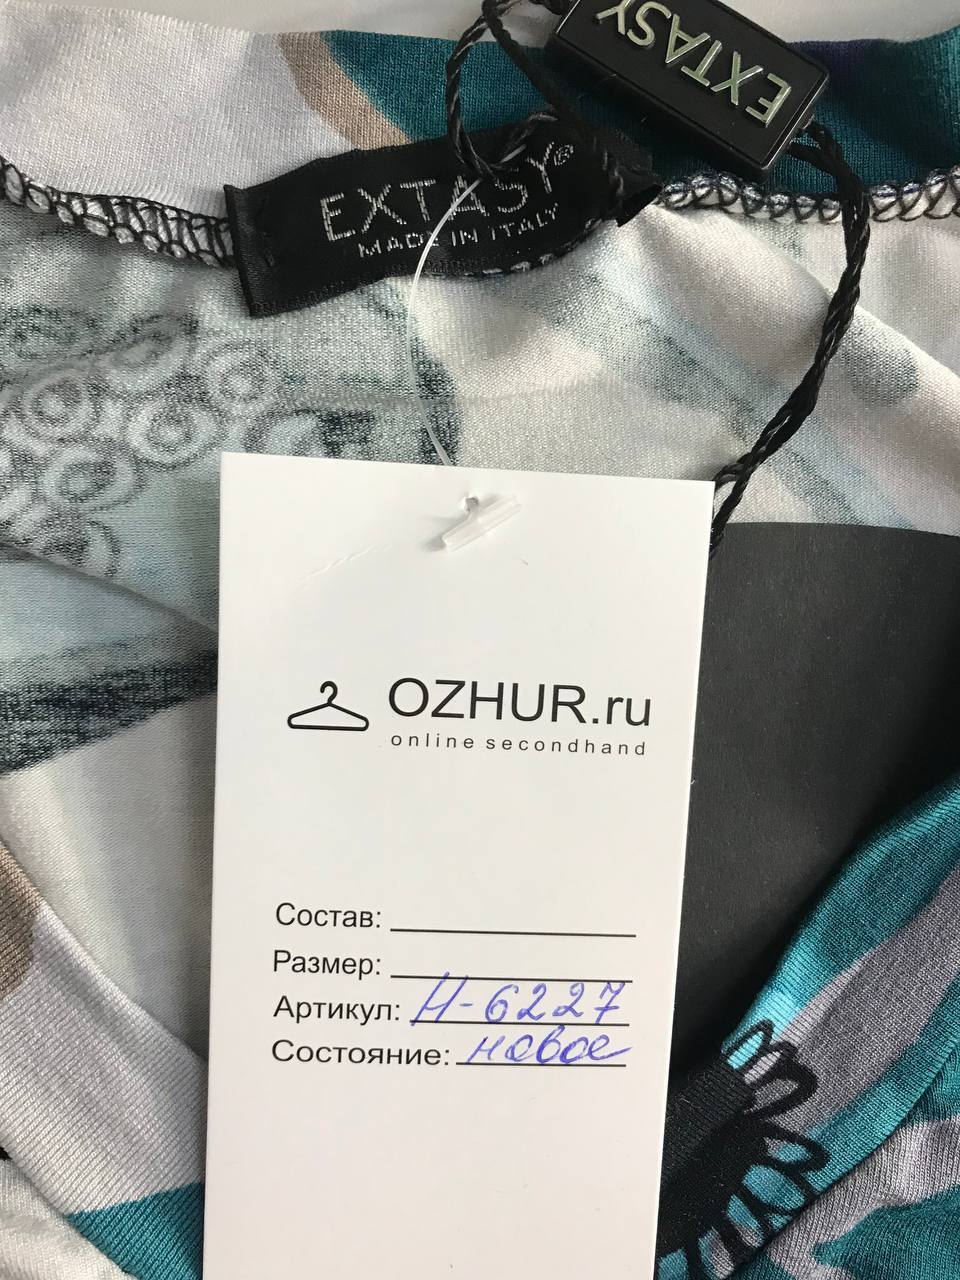 EXTASY
EXTASY®
MADE IN ITALY
OZHUR.ru
online secondhand
Состав:
Размер:
Артикул: Н-6227
Состояние: новое